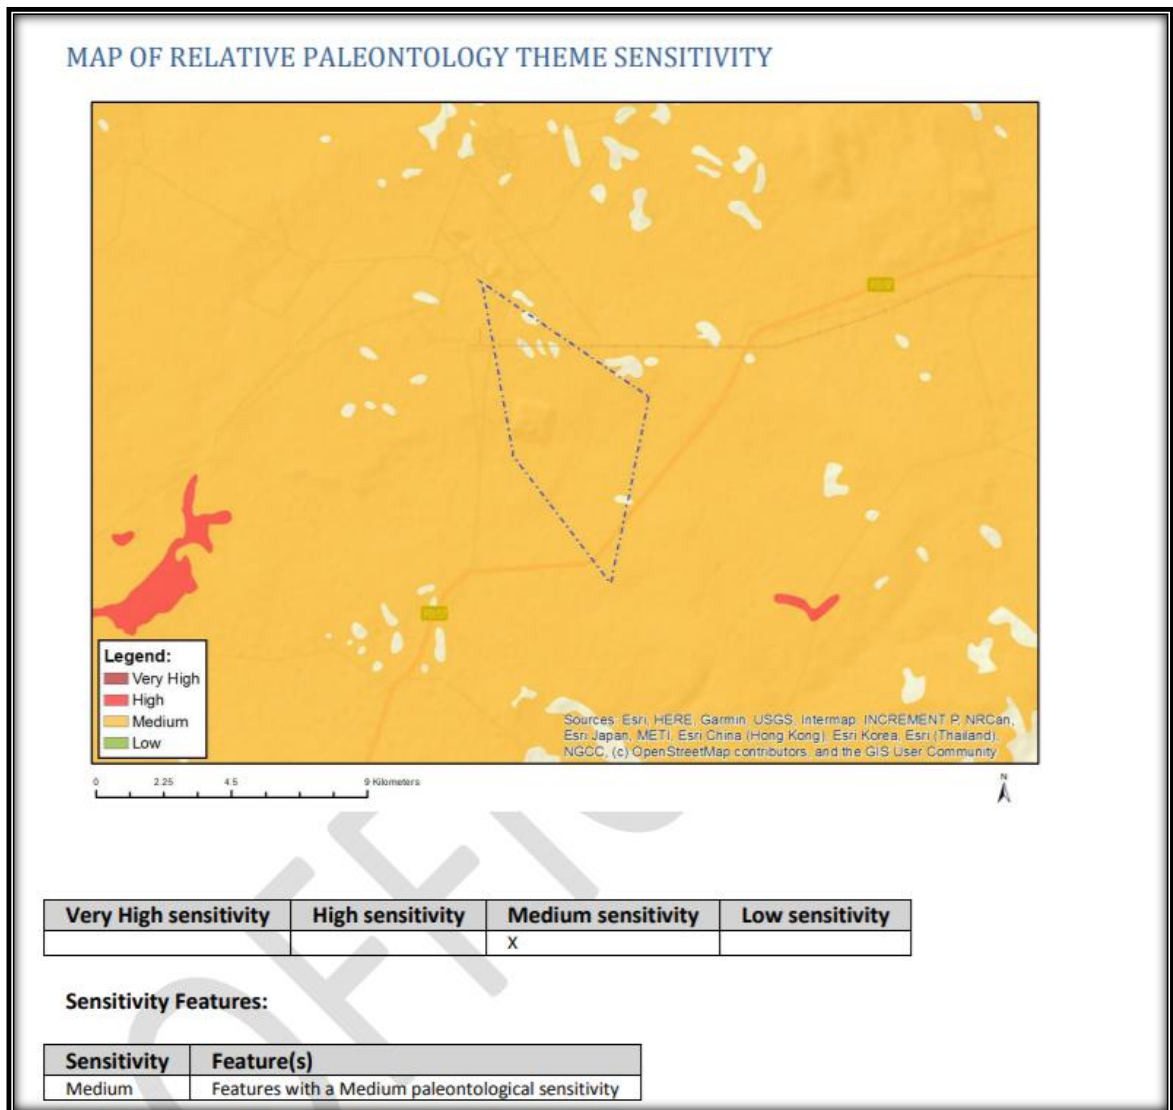 MAP OF RELATIVE PALEONTOLOGY THEME SENSITIVITY
Legend:
Very High
High
Medium
Low
Sources: Esri, HERE, Garmin, USGS, Intermap, INCREMENT P, NRCan,
Esri Japan, METI, Esri China (Hong Kong), Esri Korea, Esri (Thailand),
NGCC, (c) OpenStreetMap contributors, and the GIS User Community
0 2.25 4.5 9 Kilometers
N
Very High sensitivity High sensitivity Medium sensitivity Low sensitivity
X
Sensitivity Features:
Sensitivity Feature(s)
Medium Features with a Medium paleontological sensitivity